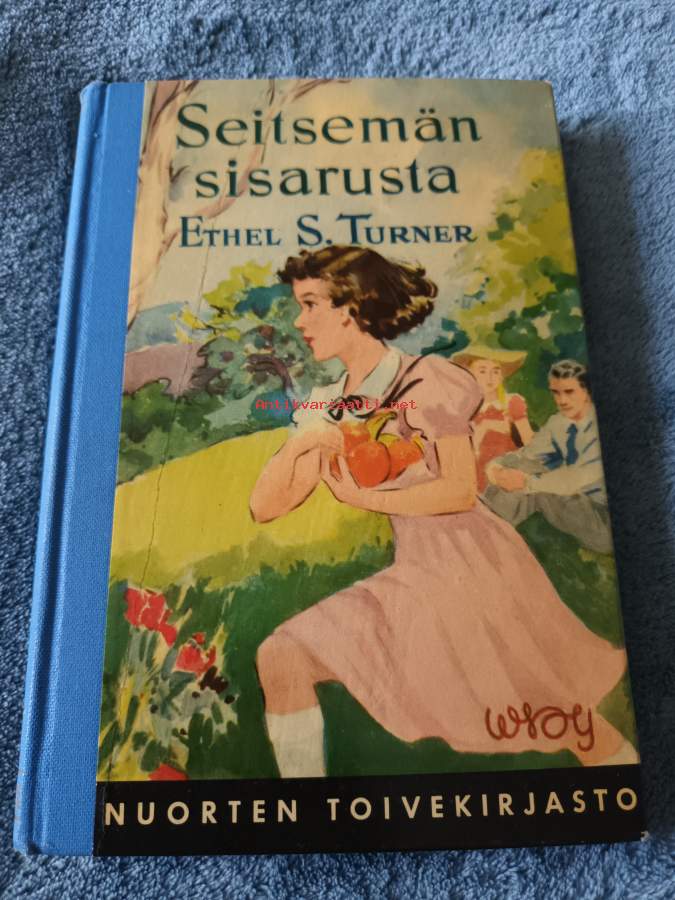 Seitsemän
sisarusta
ETHEL S. TURNER
Antikvariaatti.net
Wray
NUORTEN TOIVEKIRJASTO